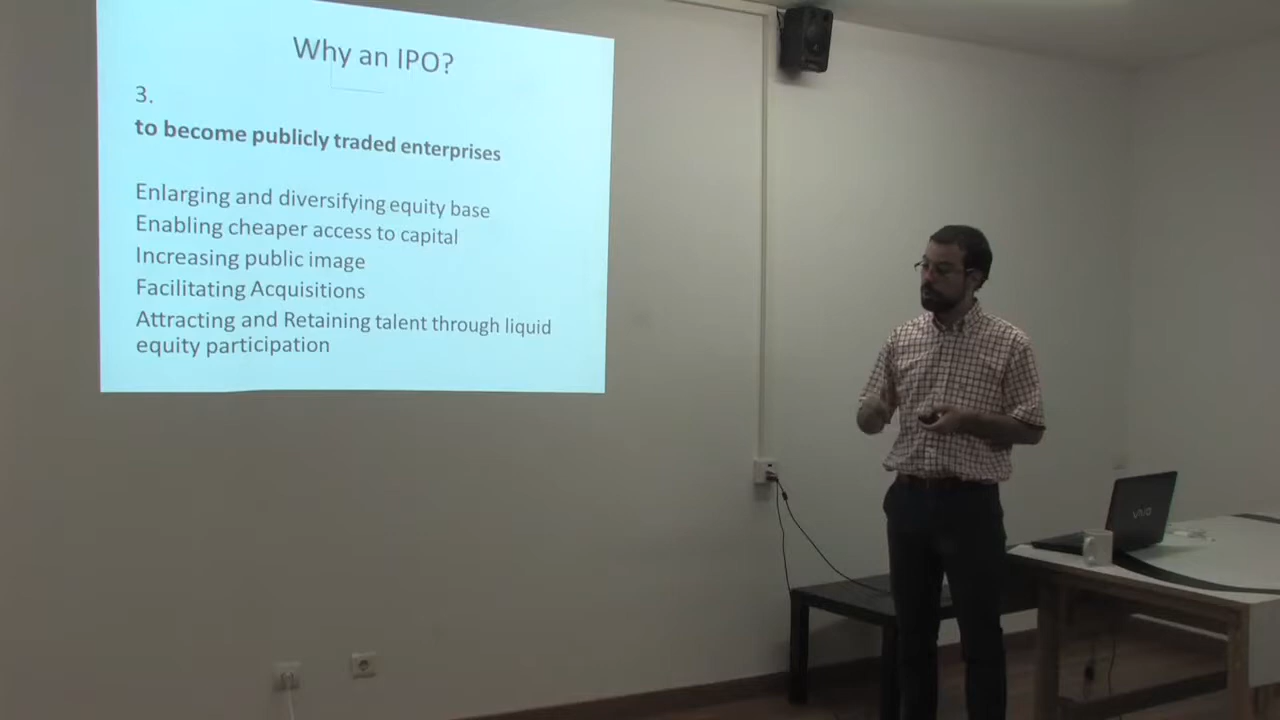 Why an IPO?
3.
to become publicly traded enterprises
Enlarging and diversifying equity base
Enabling cheaper access to capital
Increasing public image
Facilitating Acquisitions
Attracting and Retaining talent through liquid
equity participation
VAIO